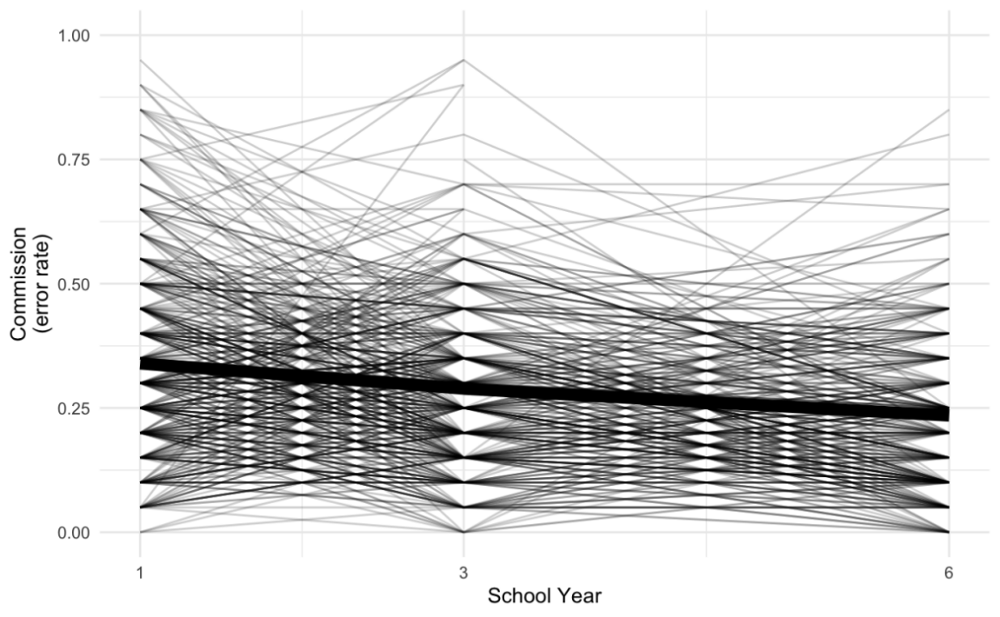 1.00
0.75
Commission
(error rate)
0.50
0.25
0.00
1 3 6
School Year